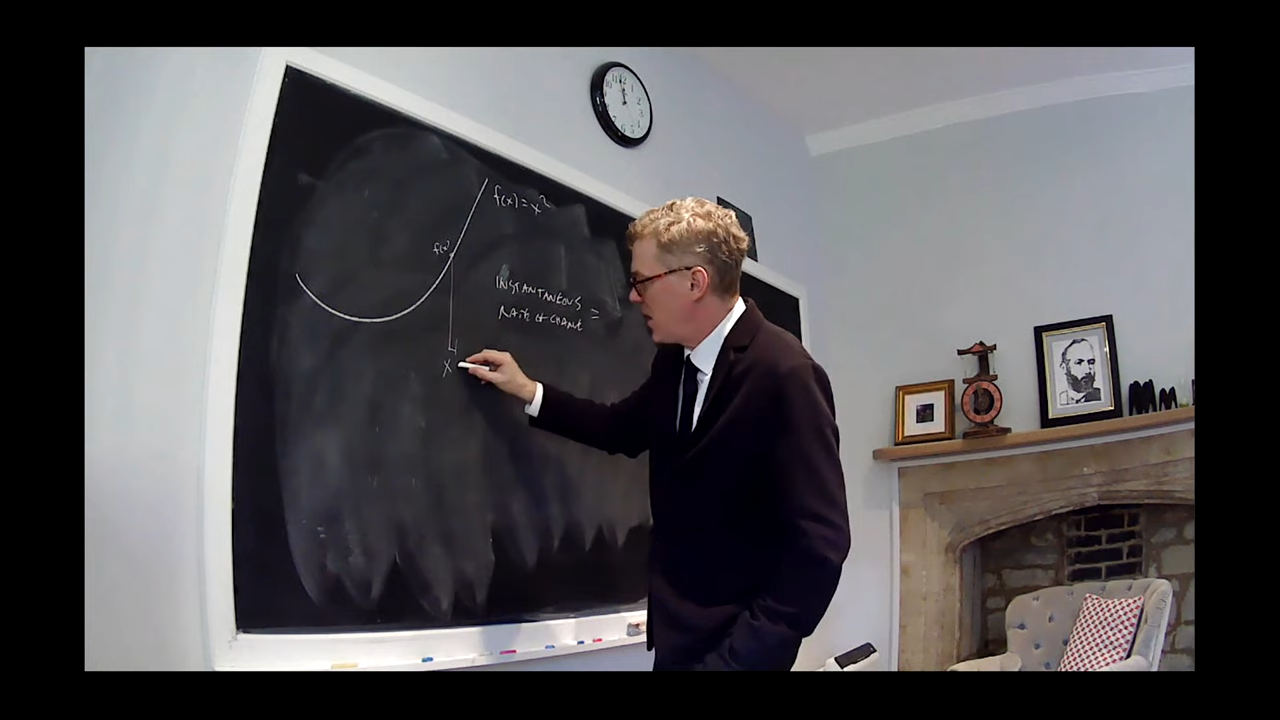 f(x) = x²
f(x)
INSTANTANEOUS
RATE OF CHANGE =
x